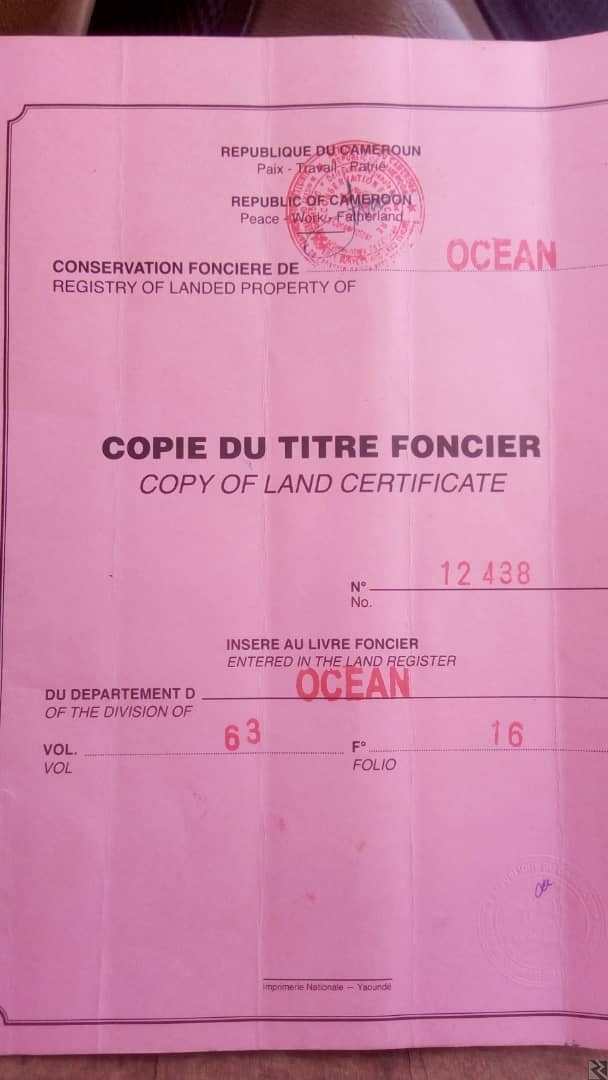 REPUBLIQUE DU CAMEROUN
Paix - Travail - Patrie
REPUBLIC OF CAMEROON
Peace - Work - Fatherland
CONSERVATION FONCIERE DE OCEAN
REGISTRY OF LANDED PROPERTY OF
COPIE DU TITRE FONCIER
COPY OF LAND CERTIFICATE
N° 12 438
No.
INSERE AU LIVRE FONCIER
ENTERED IN THE LAND REGISTER
DU DEPARTEMENT D OCEAN
OF THE DIVISION OF
VOL. 63 F° 16
VOL FOLIO
Imprimerie Nationale — Yaoundé